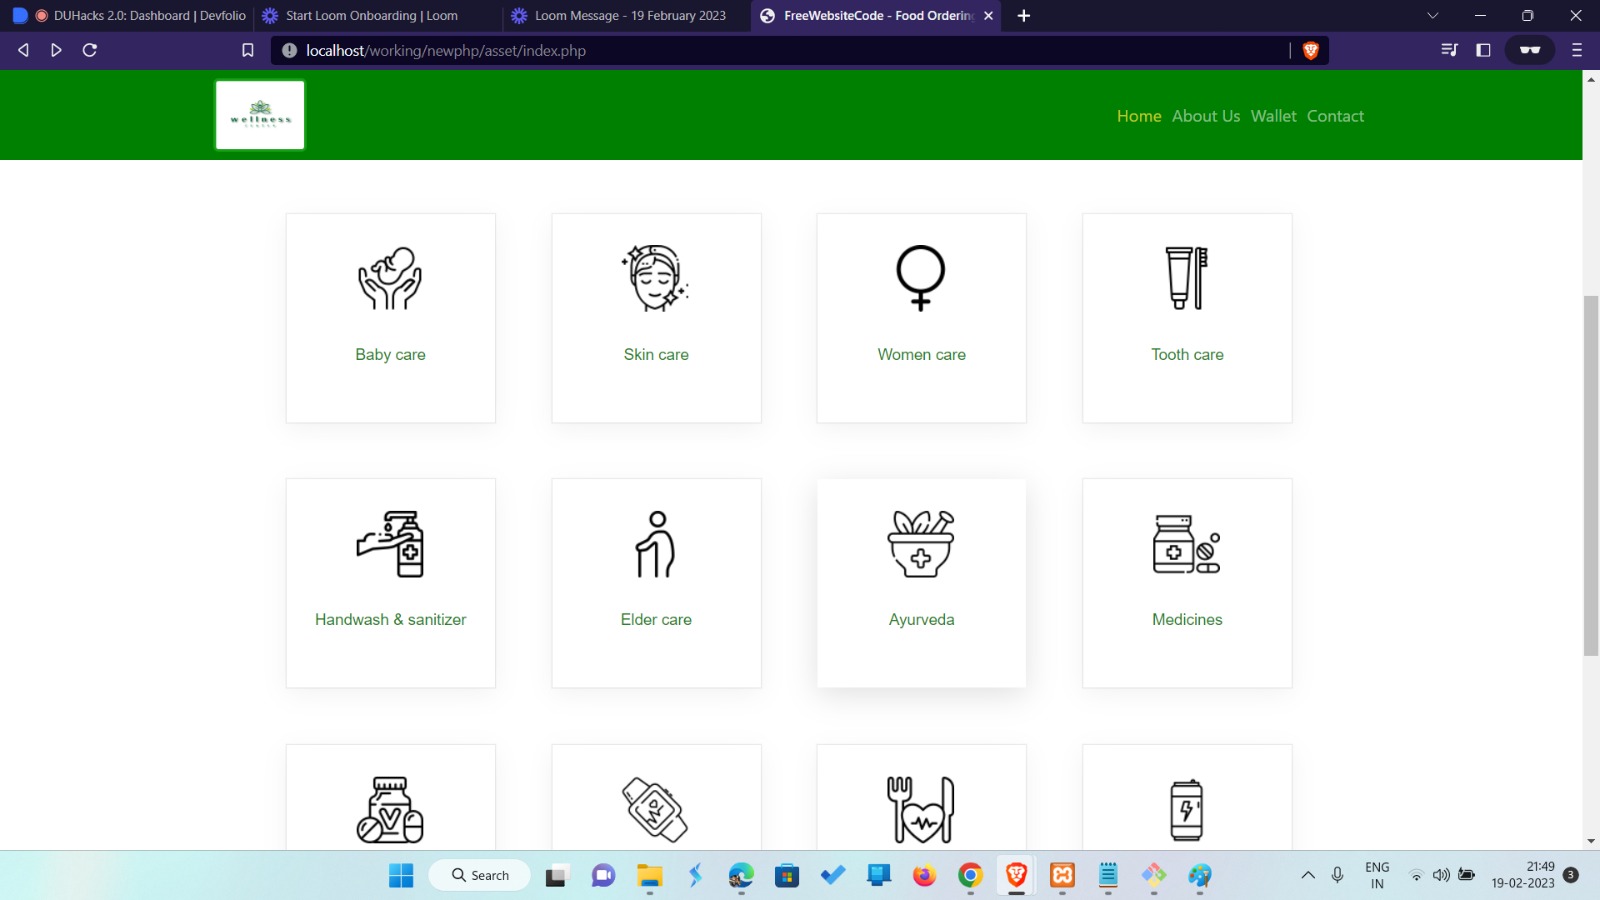 DUHacks 2.0: Dashboard | Devfolio
Start Loom Onboarding | Loom
Loom Message - 19 February 2023
FreeWebsiteCode - Food Ordering
localhost/working/newphp/asset/index.php
wellness
Home About Us Wallet Contact
Baby care
Skin care
Women care
Tooth care
Handwash & sanitizer
Elder care
Ayurveda
Medicines
Search
ENG
IN
21:49
19-02-2023
3